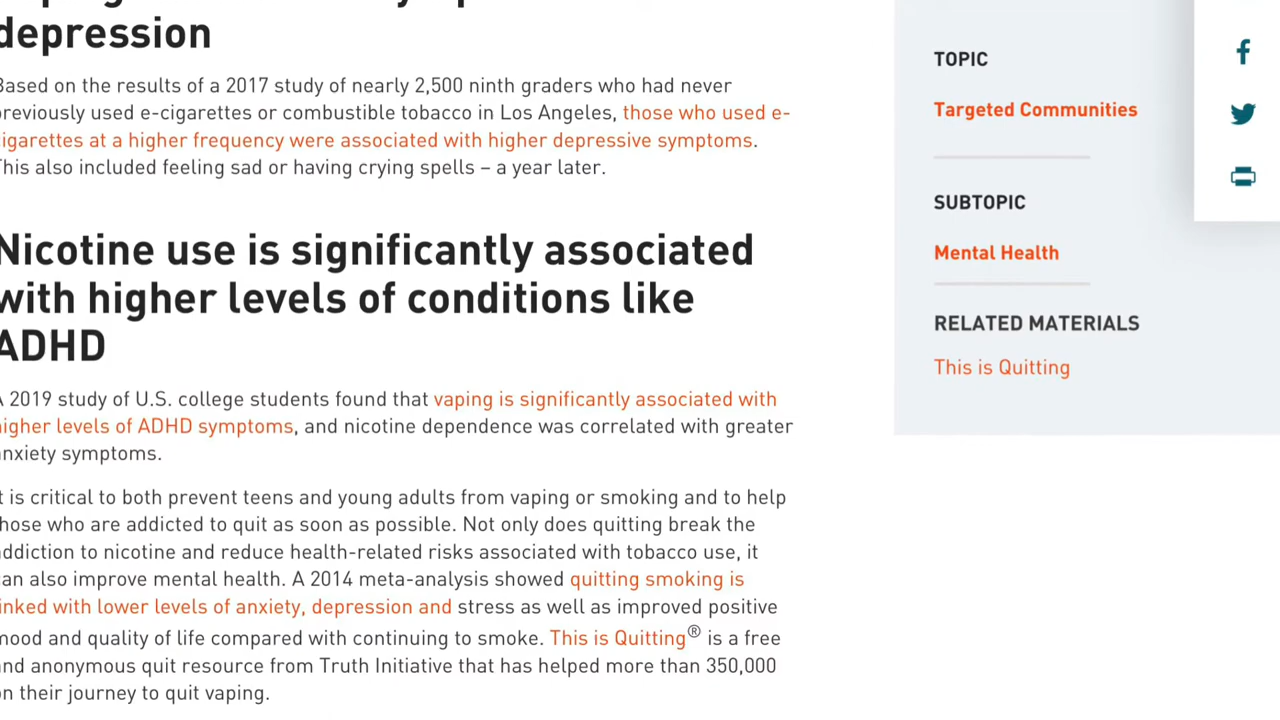 depression
Based on the results of a 2017 study of nearly 2,500 ninth graders who had never
previously used e-cigarettes or combustible tobacco in Los Angeles, those who used e-
cigarettes at a higher frequency were associated with higher depressive symptoms.
This also included feeling sad or having crying spells – a year later.
Nicotine use is significantly associated
with higher levels of conditions like
ADHD
A 2019 study of U.S. college students found that vaping is significantly associated with
higher levels of ADHD symptoms, and nicotine dependence was correlated with greater
anxiety symptoms.
It is critical to both prevent teens and young adults from vaping or smoking and to help
those who are addicted to quit as soon as possible. Not only does quitting break the
addiction to nicotine and reduce health-related risks associated with tobacco use, it
can also improve mental health. A 2014 meta-analysis showed quitting smoking is
linked with lower levels of anxiety, depression and stress as well as improved positive
mood and quality of life compared with continuing to smoke. This is Quitting® is a free
and anonymous quit resource from Truth Initiative that has helped more than 350,000
on their journey to quit vaping.
TOPIC
Targeted Communities
SUBTOPIC
Mental Health
RELATED MATERIALS
This is Quitting